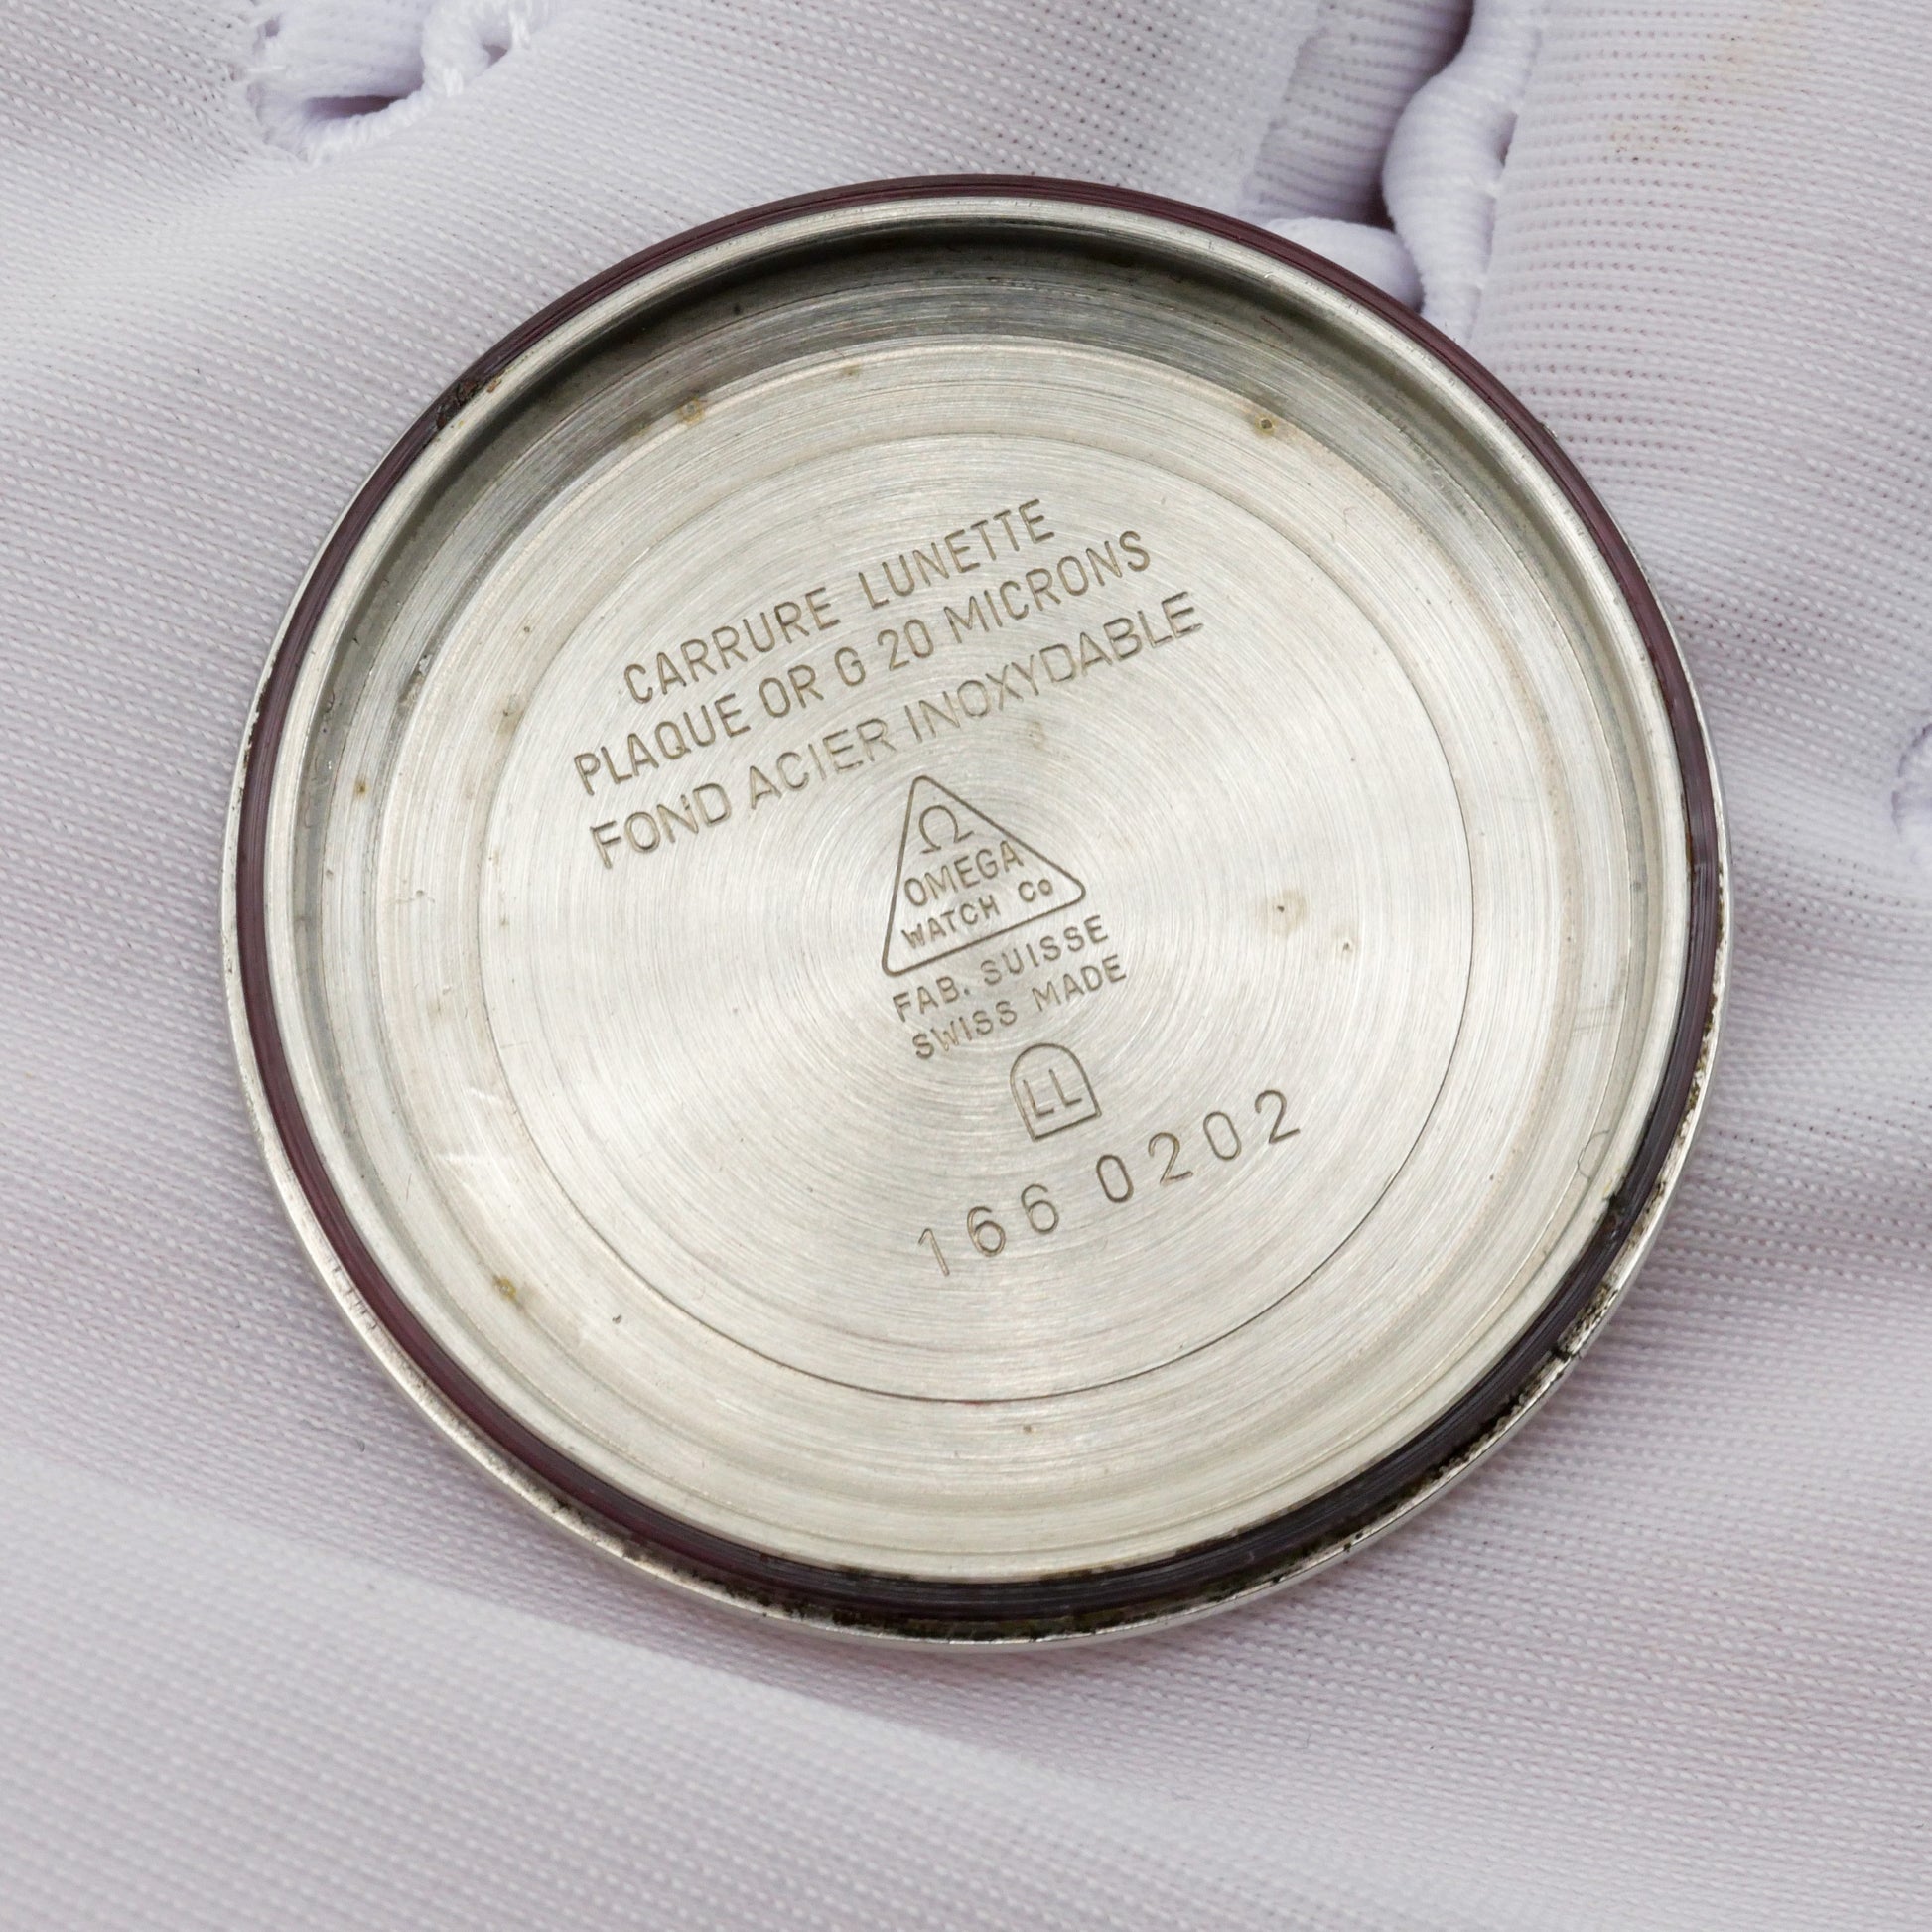 CARRURE LUNETTE
PLAQUE OR G 20 MICRONS
FOND ACIER INOXYDABLE
Ω
OMEGA
WATCH Co
FAB. SUISSE
SWISS MADE
LL
166 0202